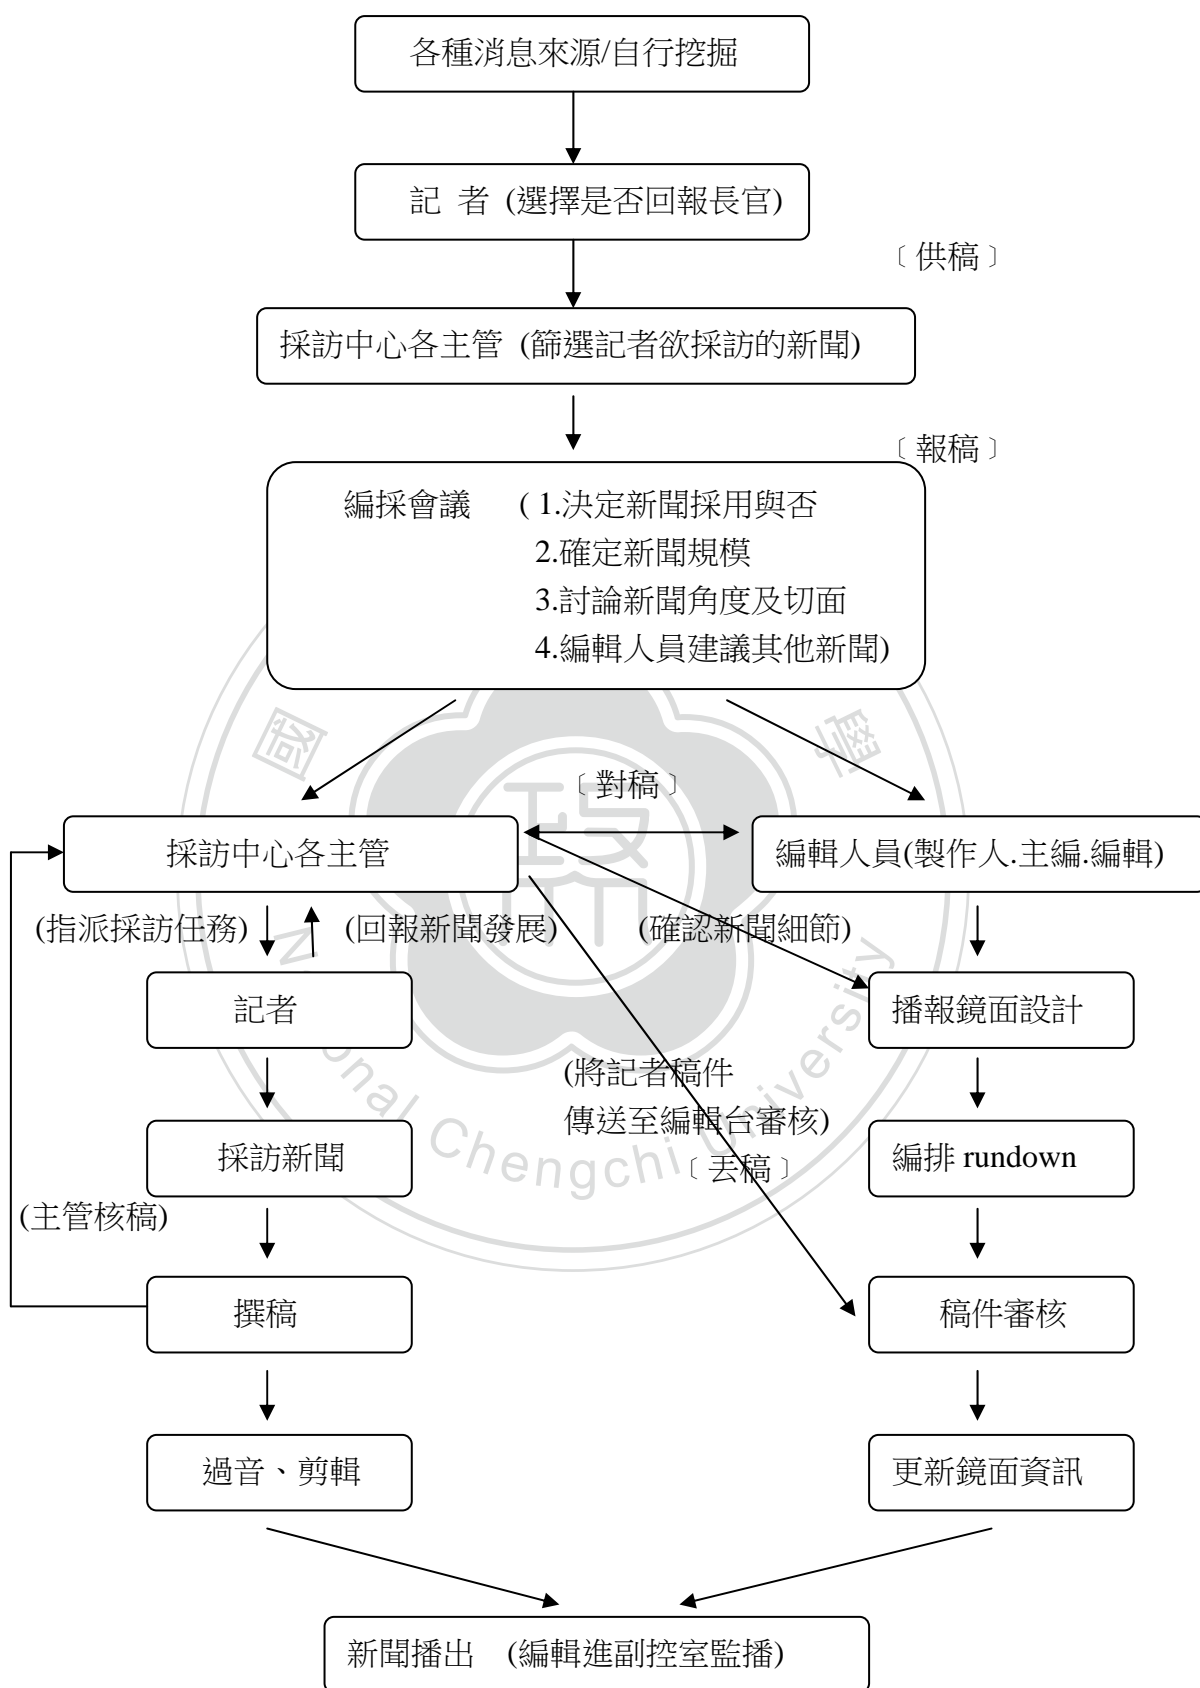 各種消息來源/自行挖掘
記 者 (選擇是否回報長官)
﹝供稿﹞
採訪中心各主管 (篩選記者欲採訪的新聞)
﹝報稿﹞
編採會議 ( 1.決定新聞採用與否
2.確定新聞規模
3.討論新聞角度及切面
4.編輯人員建議其他新聞)
國
學
﹝對稿﹞
政
採訪中心各主管
編輯人員(製作人.主編.編輯)
(指派採訪任務)
(回報新聞發展)
(確認新聞細節)
記者
播報鏡面設計
(將記者稿件
傳送至編輯台審核)
﹝丟稿﹞
採訪新聞
編排 rundown
Chengchi University
(主管核稿)
撰稿
稿件審核
過音、剪輯
更新鏡面資訊
新聞播出 (編輯進副控室監播)